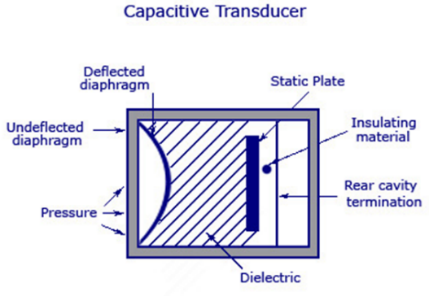 Capacitive Transducer
Deflected
diaphragm
Static Plate
Undeflected
diaphragm
Insulating
material
Pressure
Rear cavity
termination
Dielectric